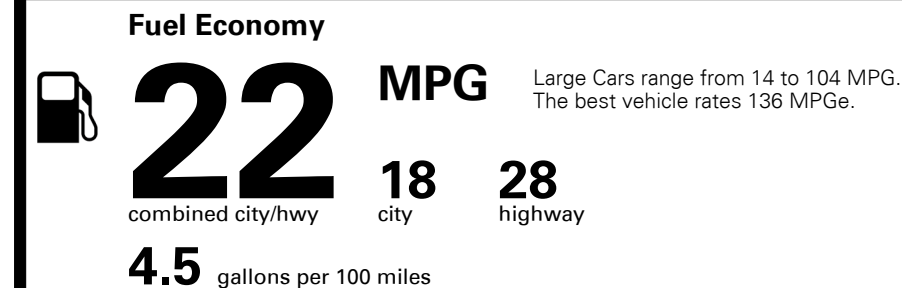 Fuel Economy
22 MPG
Large Cars range from 14 to 104 MPG.
The best vehicle rates 136 MPGe.
combined city/hwy
18
city
28
highway
4.5 gallons per 100 miles